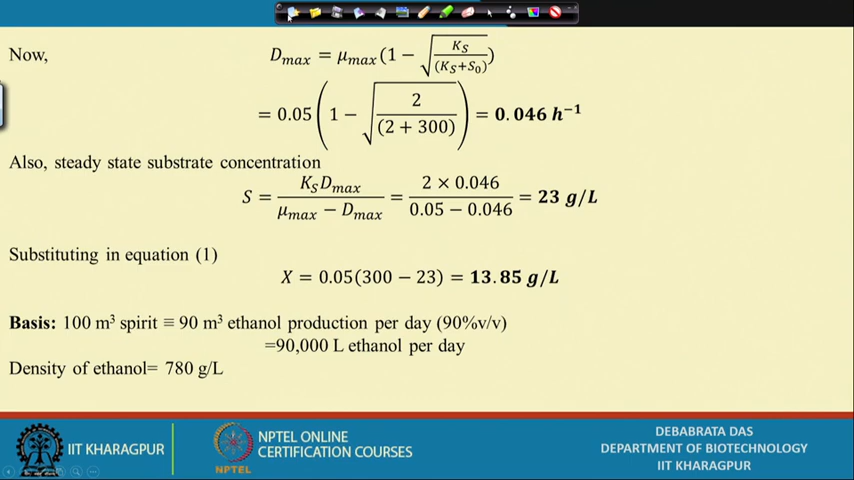 Now,
D_max = μ_max(1 − √(K_S/(K_S+S_0)))
= 0.05(1 − √(2/(2 + 300))) = 0.046 h⁻¹
Also, steady state substrate concentration
S = K_S D_max/(μ_max − D_max) = (2 × 0.046)/(0.05 − 0.046) = 23 g/L
Substituting in equation (1)
X = 0.05(300 − 23) = 13.85 g/L
Basis: 100 m³ spirit ≡ 90 m³ ethanol production per day (90%v/v)
=90,000 L ethanol per day
Density of ethanol= 780 g/L
IIT KHARAGPUR
NPTEL
NPTEL ONLINE
CERTIFICATION COURSES
DEBABRATA DAS
DEPARTMENT OF BIOTECHNOLOGY
IIT KHARAGPUR